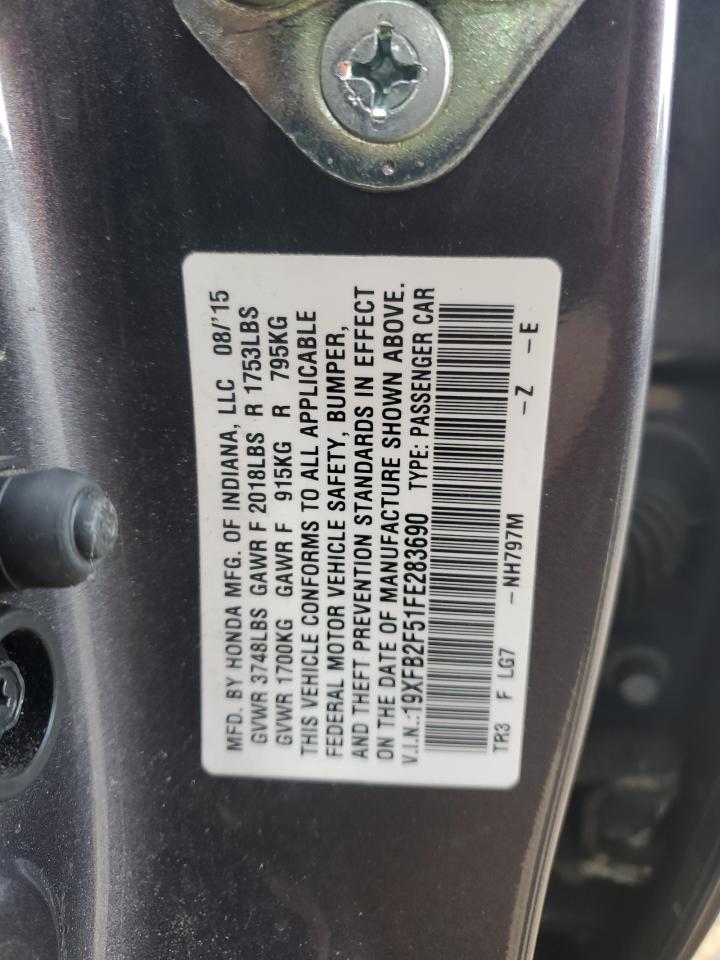 MFD. BY HONDA MFG. OF INDIANA, LLC 08/'15
GVWR 3748LBS GAWR F 2018LBS R 1753LBS
GVWR 1700KG GAWR F 915KG R 795KG
THIS VEHICLE CONFORMS TO ALL APPLICABLE
FEDERAL MOTOR VEHICLE SAFETY, BUMPER,
AND THEFT PREVENTION STANDARDS IN EFFECT
ON THE DATE OF MANUFACTURE SHOWN ABOVE.
V.I.N.:19XFB2F51FE283690 TYPE: PASSENGER CAR
TR3 F LG7 -NH797M -Z -E